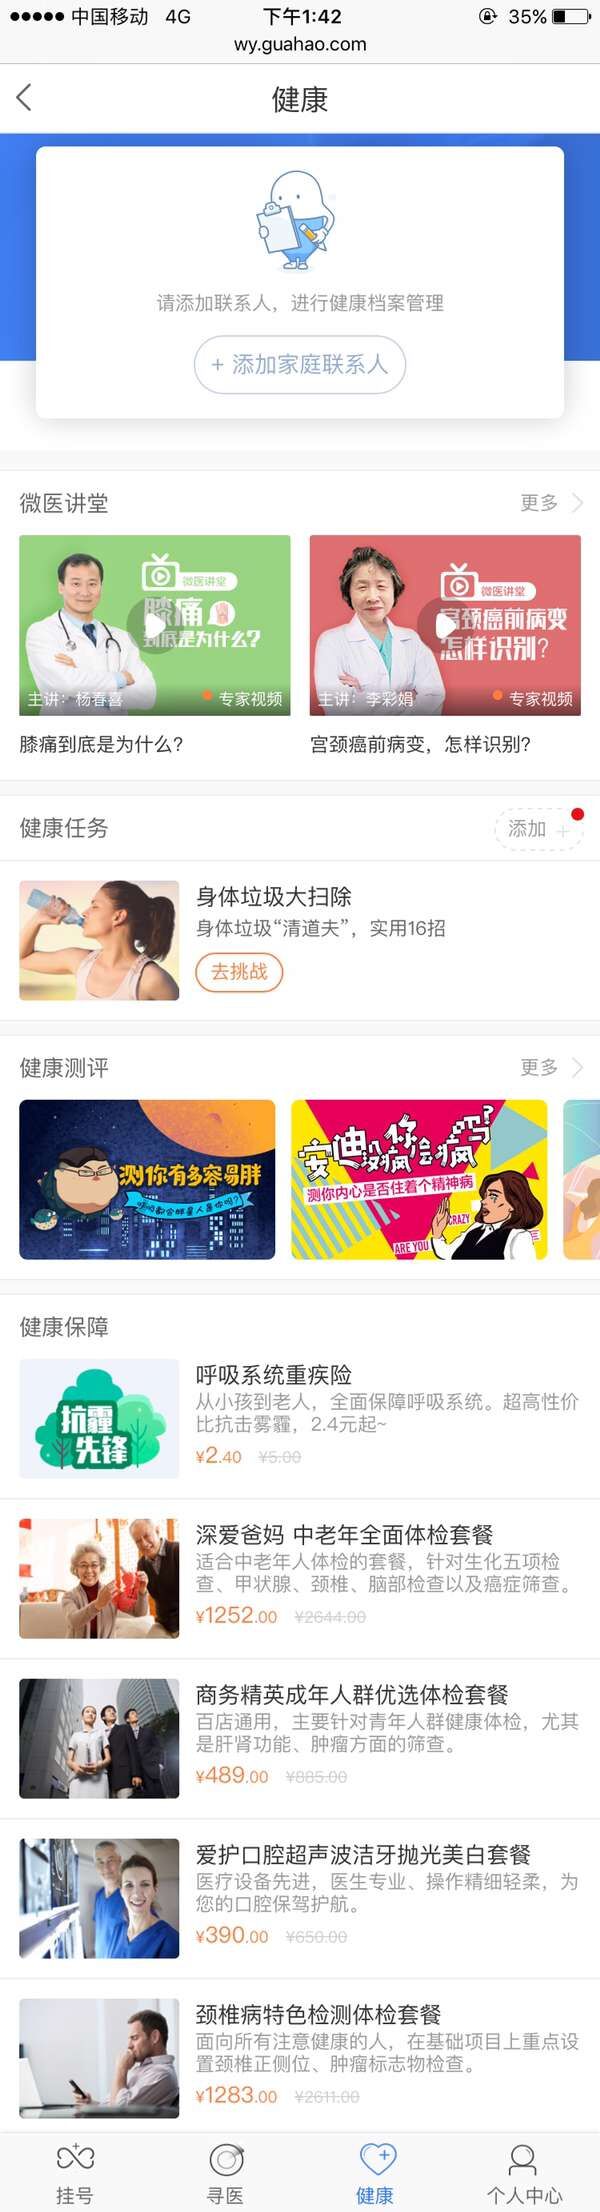 中国移动 4G 下午1:42 35%
wy.guahao.com
健康
请添加联系人，进行健康档案管理
+ 添加家庭联系人
微医讲堂 更多
微医讲堂
膝痛
到底是为什么?
主讲：杨春喜 专家视频
微医讲堂
宫颈癌前病变
怎样识别?
主讲：李彩娟 专家视频
膝痛到底是为什么?
宫颈癌前病变，怎样识别?
健康任务 添加 +
身体垃圾大扫除
身体垃圾“清道夫”，实用16招
去挑战
健康测评 更多
测你有多容易胖
呼吸都会胖星人是你吗?
安迪没疯你会疯吗?
测你内心是否住着个精神病
ARE YOU CRAZY
健康保障
抗霾
先锋
呼吸系统重疾险
从小孩到老人，全面保障呼吸系统。超高性价
比抗击雾霾，2.4元起~
¥2.40 ¥5.00
深爱爸妈 中老年全面体检套餐
适合中老年人体检的套餐，针对生化五项检
查、甲状腺、颈椎、脑部检查以及癌症筛查。
¥1252.00 ¥2644.00
商务精英成年人群优选体检套餐
百店通用，主要针对青年人群健康体检，尤其
是肝肾功能、肿瘤方面的筛查。
¥489.00 ¥885.00
爱护口腔超声波洁牙抛光美白套餐
医疗设备先进，医生专业、操作精细轻柔，为
您的口腔保驾护航。
¥390.00 ¥650.00
颈椎病特色检测体检套餐
面向所有注意健康的人，在基础项目上重点设
置颈椎正侧位、肿瘤标志物检查。
¥1283.00 ¥2611.00
挂号 寻医 健康 个人中心